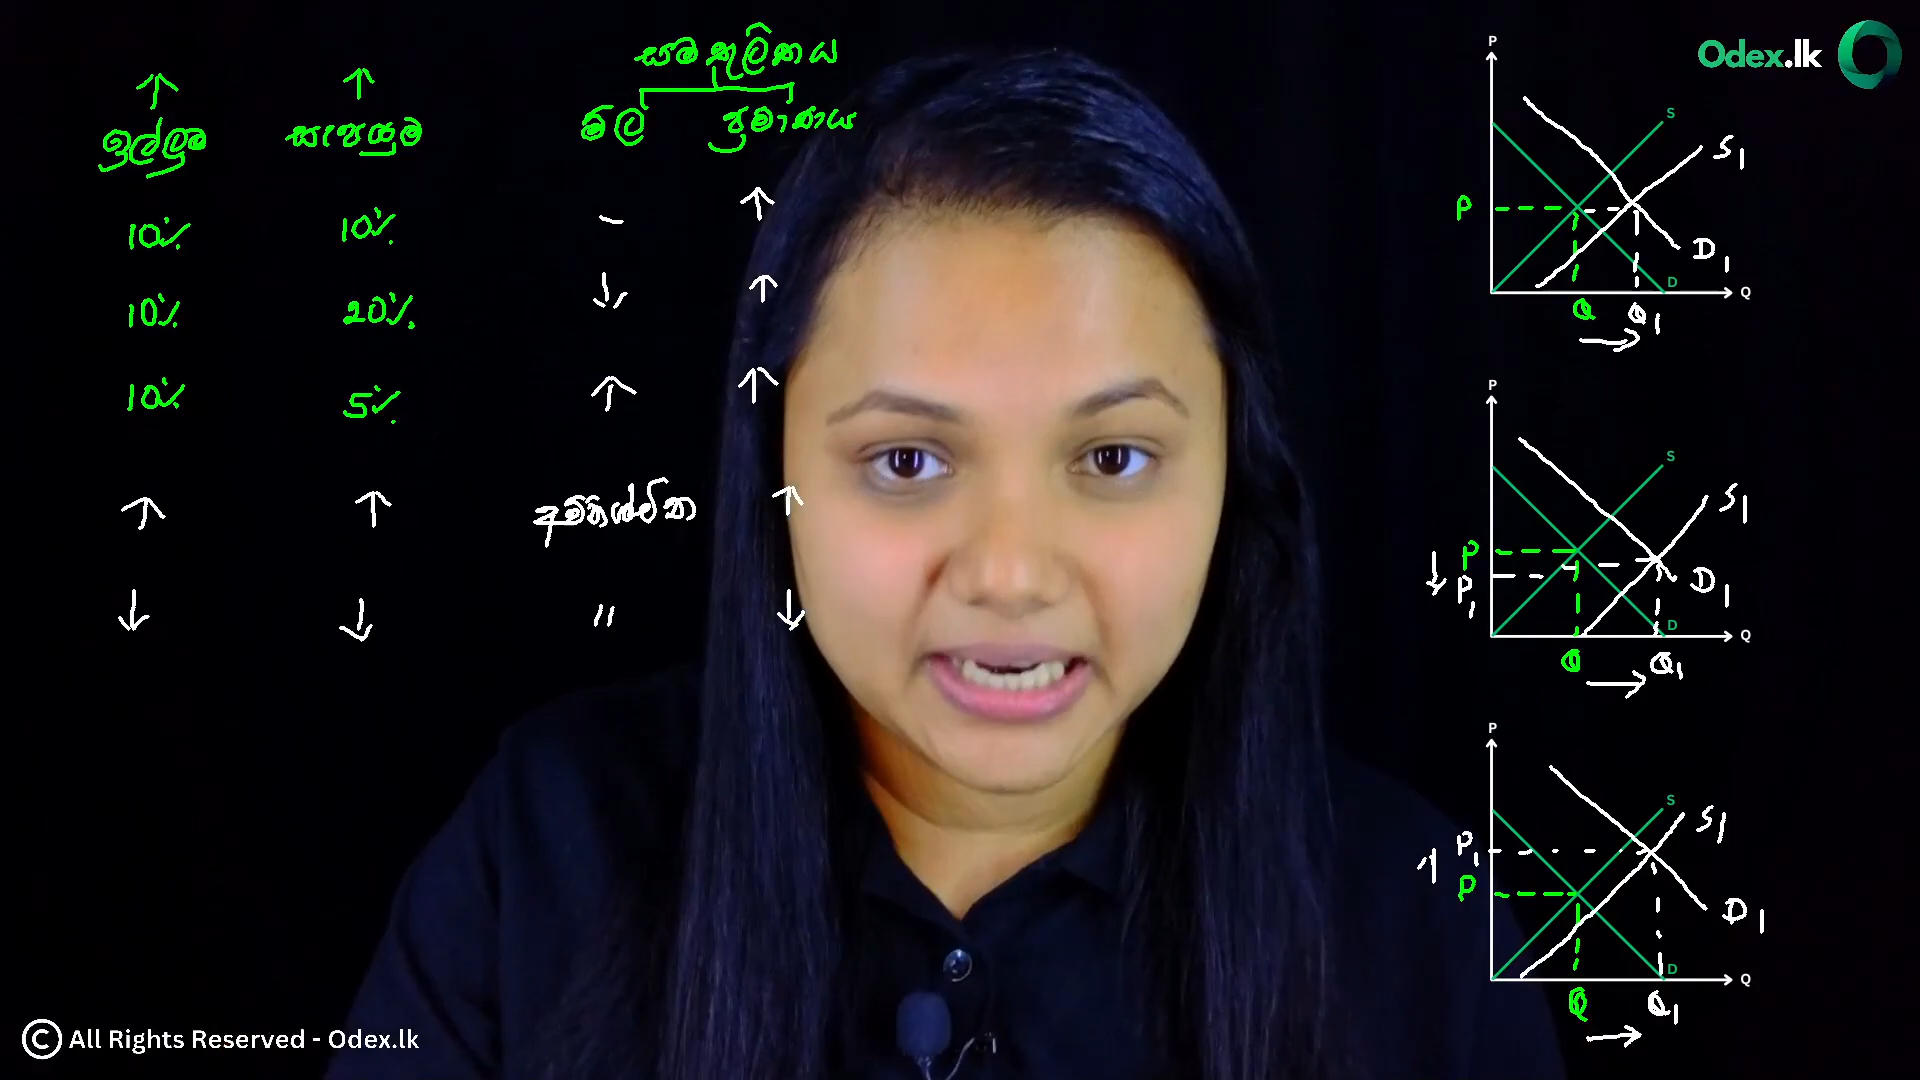 සමතුලිතය
ඉල්ලුම සැපයුම මිල ප්‍රමාණය
10% 10% – ↑
10% 20% ↓ ↑
10% 5% ↑ ↑
↑ ↑ අවිනිශ්චිත ↑
↓ ↓ " ↓
Odex.lk
P
S
S1
P
D1
D
Q
Q Q1
P
S
S1
P
P1
D1
D
Q
Q Q1
P
S
S1
P1
P
D1
D
Q
Q Q1
© All Rights Reserved - Odex.lk